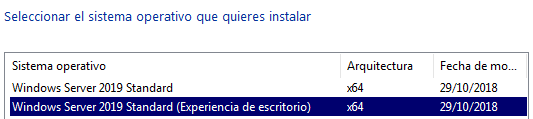 Seleccionar el sistema operativo que quieres instalar
Sistema operativo Arquitectura Fecha de mo...
Windows Server 2019 Standard x64 29/10/2018
Windows Server 2019 Standard (Experiencia de escritorio) x64 29/10/2018